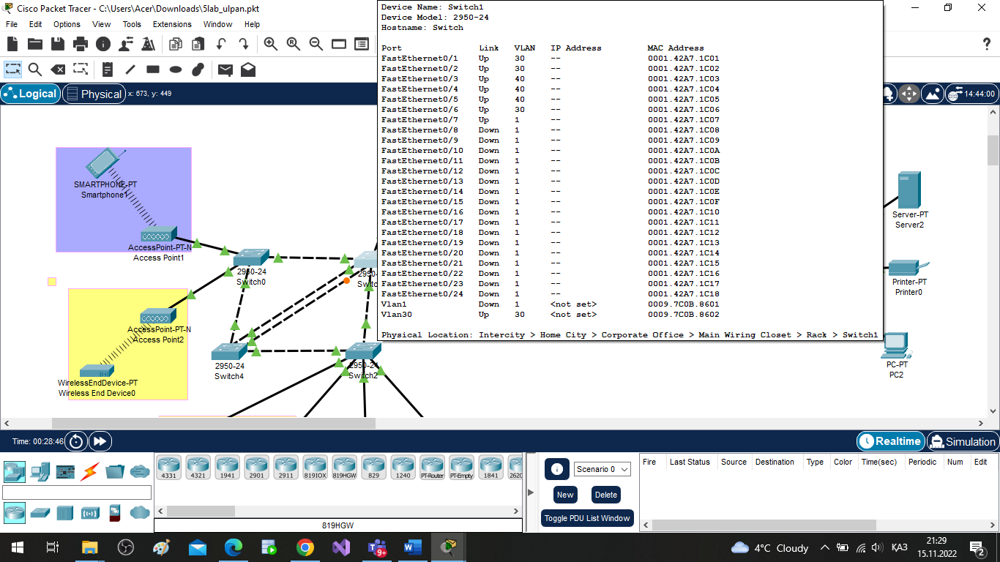 Cisco Packet Tracer - C:\Users\Acer\Downloads\5lab_ulpan.pkt
File Edit Options View Tools Extensions Window Help
Logical Physical x: 673, y: 449
14:44:00
Device Name: Switch1
Device Model: 2950-24
Hostname: Switch
Port Link VLAN IP Address MAC Address
FastEthernet0/1 Up 30 -- 0001.42A7.1C01
FastEthernet0/2 Up 30 -- 0001.42A7.1C02
FastEthernet0/3 Up 40 -- 0001.42A7.1C03
FastEthernet0/4 Up 40 -- 0001.42A7.1C04
FastEthernet0/5 Up 40 -- 0001.42A7.1C05
FastEthernet0/6 Up 30 -- 0001.42A7.1C06
FastEthernet0/7 Up 1 -- 0001.42A7.1C07
FastEthernet0/8 Down 1 -- 0001.42A7.1C08
FastEthernet0/9 Down 1 -- 0001.42A7.1C09
FastEthernet0/10 Down 1 -- 0001.42A7.1C0A
FastEthernet0/11 Down 1 -- 0001.42A7.1C0B
FastEthernet0/12 Down 1 -- 0001.42A7.1C0C
FastEthernet0/13 Down 1 -- 0001.42A7.1C0D
FastEthernet0/14 Down 1 -- 0001.42A7.1C0E
FastEthernet0/15 Down 1 -- 0001.42A7.1C0F
FastEthernet0/16 Down 1 -- 0001.42A7.1C10
FastEthernet0/17 Down 1 -- 0001.42A7.1C11
FastEthernet0/18 Down 1 -- 0001.42A7.1C12
FastEthernet0/19 Down 1 -- 0001.42A7.1C13
FastEthernet0/20 Down 1 -- 0001.42A7.1C14
FastEthernet0/21 Down 1 -- 0001.42A7.1C15
FastEthernet0/22 Down 1 -- 0001.42A7.1C16
FastEthernet0/23 Down 1 -- 0001.42A7.1C17
FastEthernet0/24 Down 1 -- 0001.42A7.1C18
Vlan1 Down 1 <not set> 0009.7C0B.8601
Vlan30 Up 30 <not set> 0009.7C0B.8602
Physical Location: Intercity > Home City > Corporate Office > Main Wiring Closet > Rack > Switch1
SMARTPHONE-PT
Smartphone1
AccessPoint-PT-N
Access Point1
2950-24
Switch0
2950-
Switc
AccessPoint-PT-N
Access Point2
WirelessEndDevice-PT
Wireless End Device0
2950-24
Switch4
2950-24
Switch2
Server-PT
Server2
Printer-PT
Printer0
PC-PT
PC2
Time: 00:28:46
Realtime Simulation
4331 4321 1941 2901 2911 819IOX 819HGW 829 1240 PT-Router PT-Empty 1841 2620
819HGW
Scenario 0
New Delete
Toggle PDU List Window
Fire Last Status Source Destination Type Color Time(sec) Periodic Num Edit
9+
4°C Cloudy
ҚАЗ
21:29
15.11.2022
2